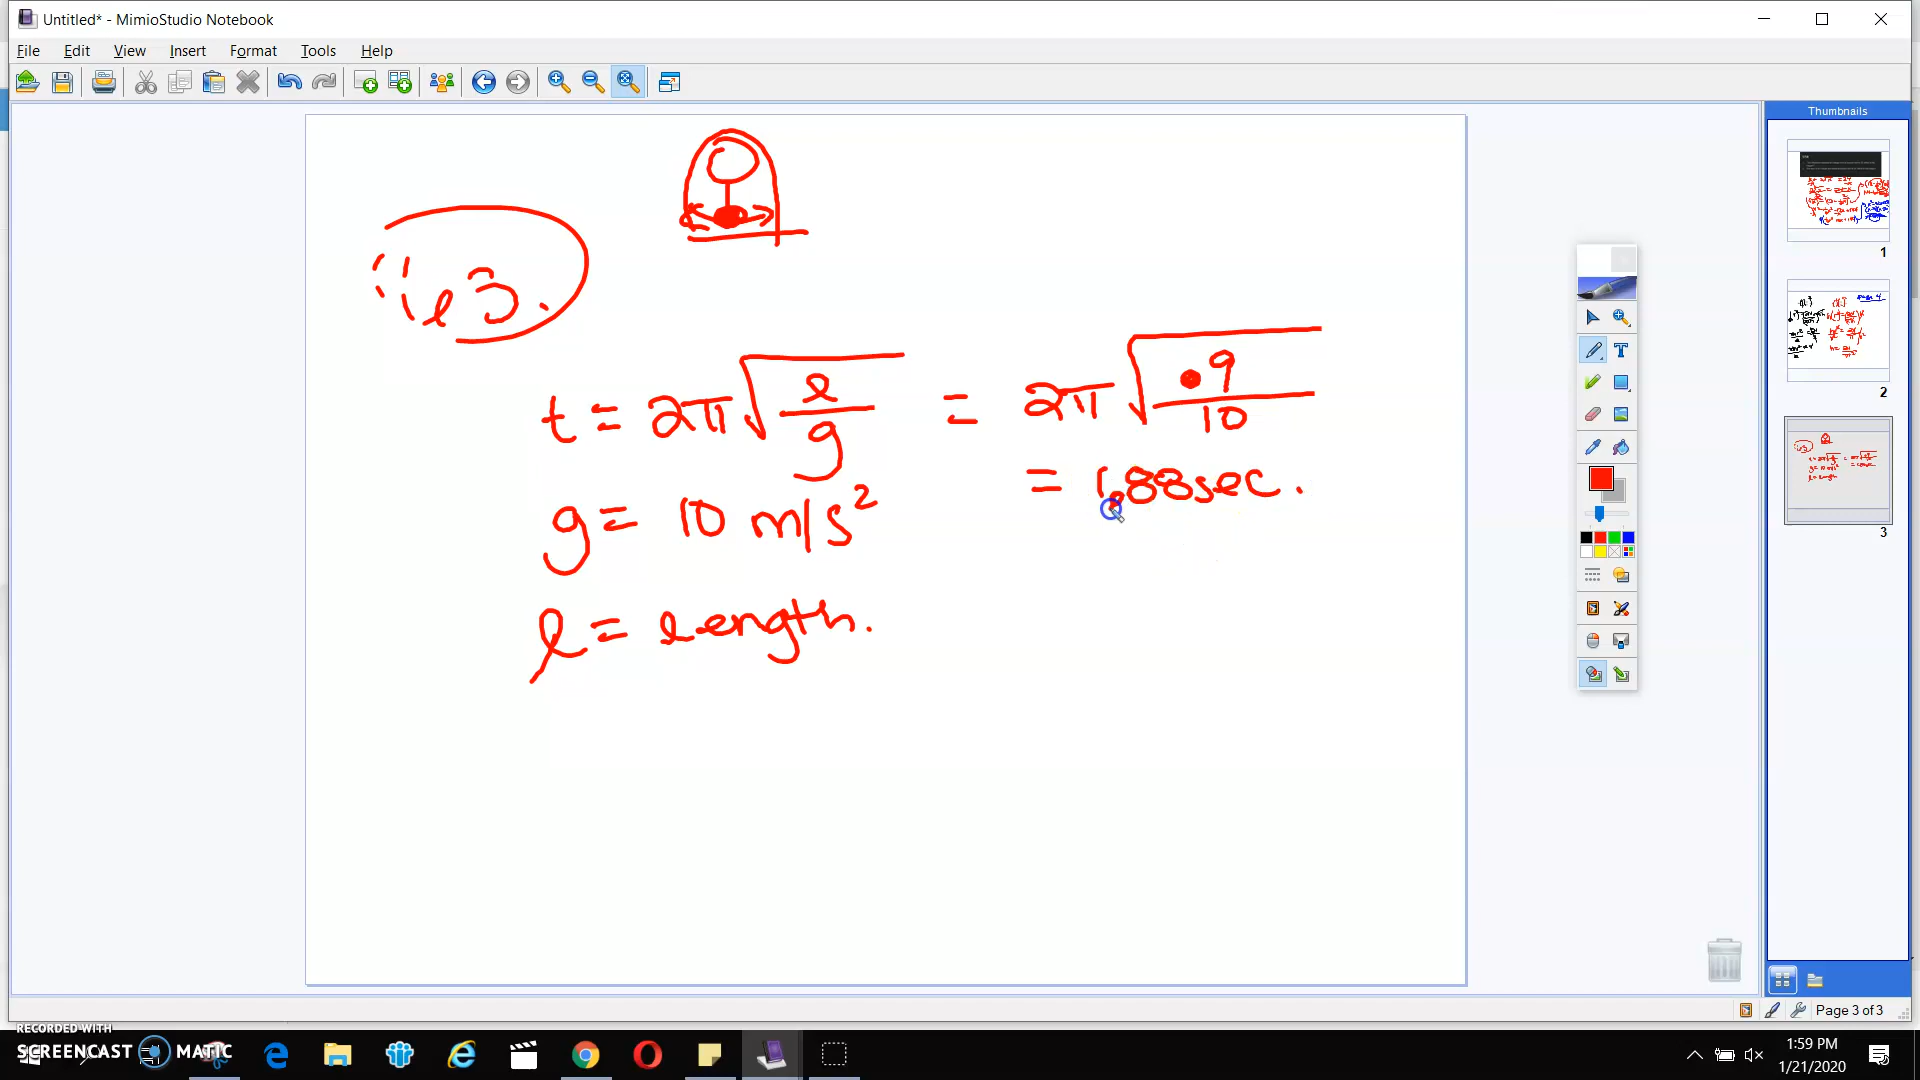 Untitled* - MimioStudio Notebook
File Edit View Insert Format Tools Help
Thumbnails
1
2
3
t = 2π√(l/g) = 2π√(.9/10)
= 1.88sec.
g = 10 m/s²
l = length.
Page 3 of 3
RECORDED WITH
SCREENCAST MATIC
1:59 PM
1/21/2020